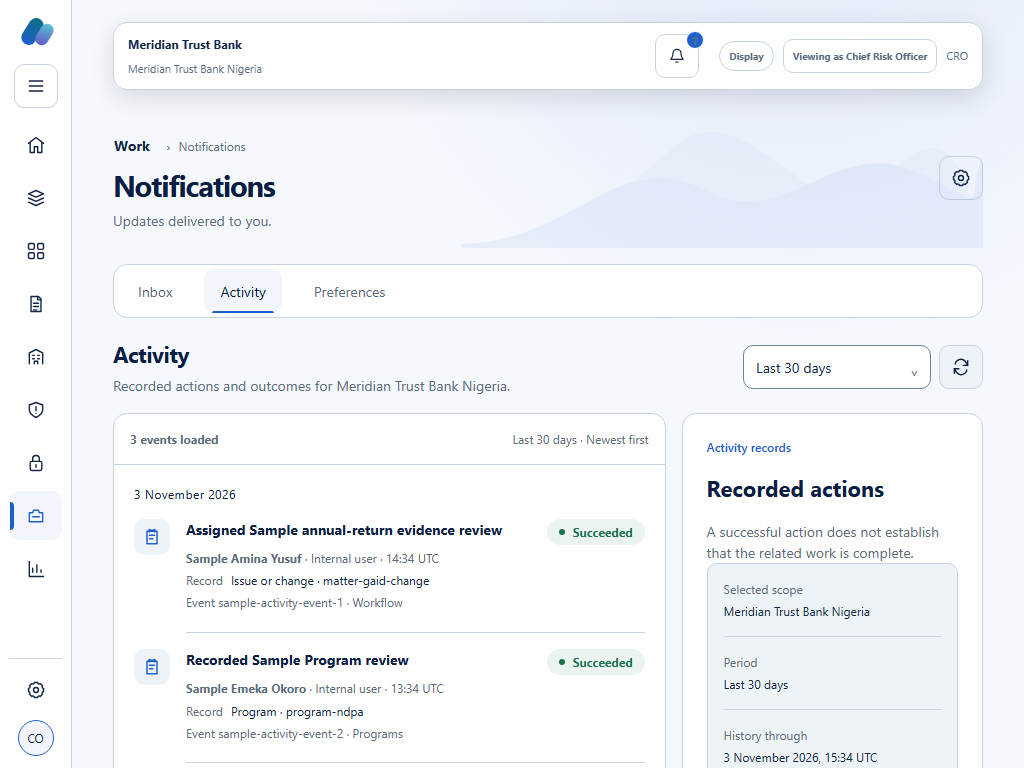 Meridian Trust Bank
Meridian Trust Bank Nigeria
Display
Viewing as Chief Risk Officer
CRO
Work › Notifications
Notifications
Updates delivered to you.
Inbox
Activity
Preferences
Activity
Recorded actions and outcomes for Meridian Trust Bank Nigeria.
Last 30 days
3 events loaded
Last 30 days · Newest first
3 November 2026
Assigned Sample annual-return evidence review
Succeeded
Sample Amina Yusuf · Internal user · 14:34 UTC
Record Issue or change · matter-gaid-change
Event sample-activity-event-1 · Workflow
Recorded Sample Program review
Succeeded
Sample Emeka Okoro · Internal user · 13:34 UTC
Record Program · program-ndpa
Event sample-activity-event-2 · Programs
Activity records
Recorded actions
A successful action does not establish
that the related work is complete.
Selected scope
Meridian Trust Bank Nigeria
Period
Last 30 days
History through
3 November 2026, 15:34 UTC
CO